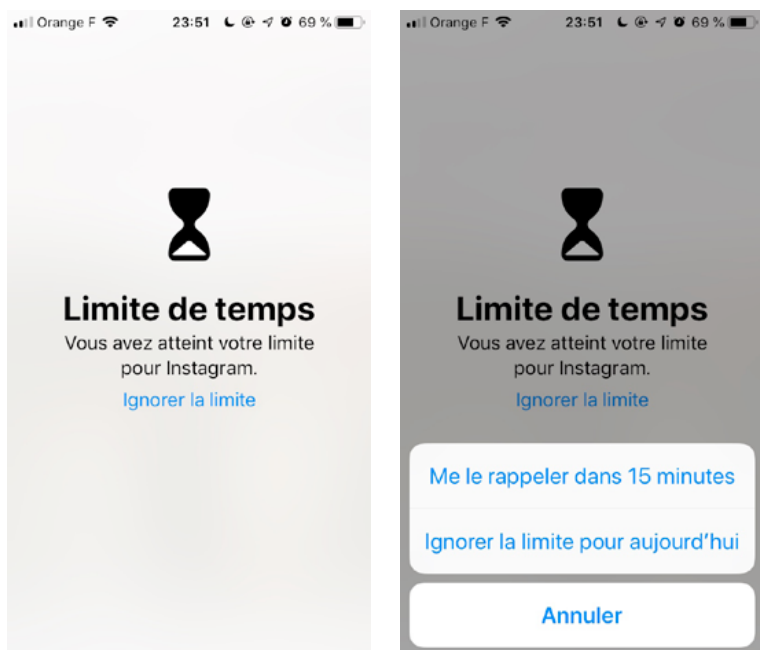 Orange F 23:51 69 %
Limite de temps
Vous avez atteint votre limite
pour Instagram.
Ignorer la limite
Orange F 23:51 69 %
Limite de temps
Vous avez atteint votre limite
pour Instagram.
Ignorer la limite
Me le rappeler dans 15 minutes
Ignorer la limite pour aujourd’hui
Annuler